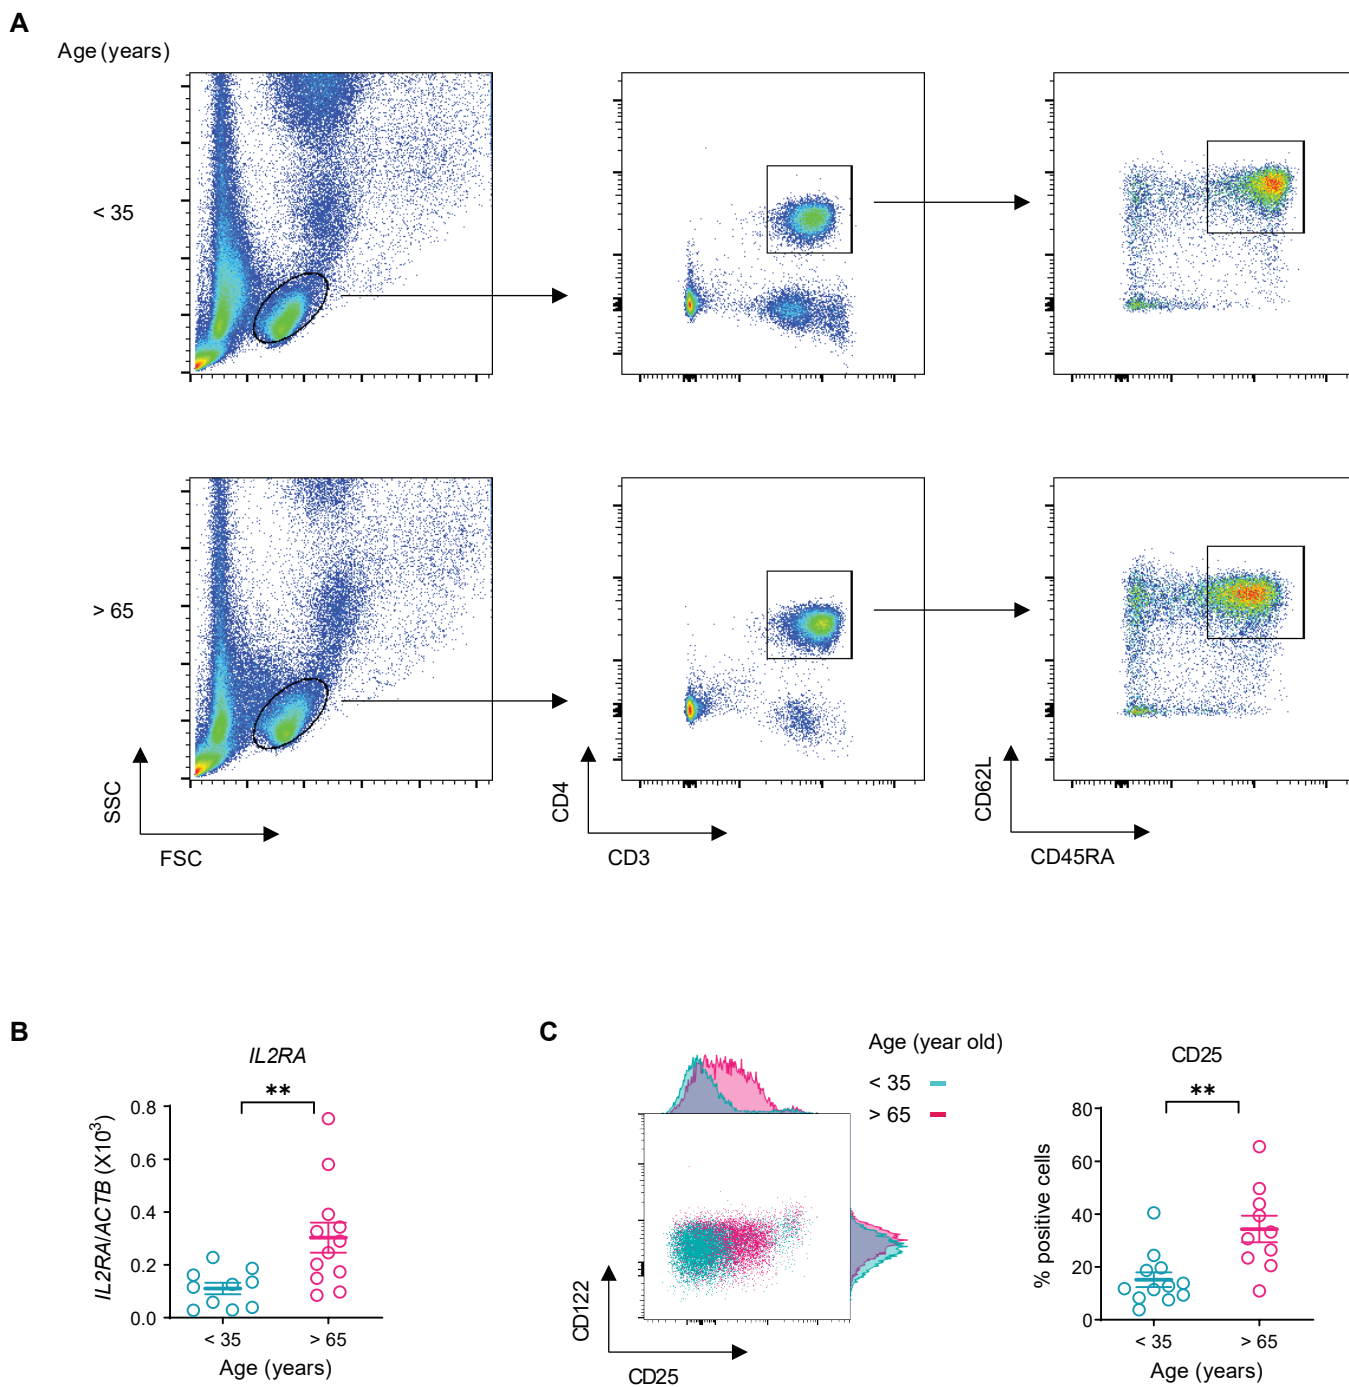 A
Age (years)
< 35
> 65
SSC
FSC
CD4
CD3
CD62L
CD45RA
B
IL2RA
**
IL2RA/ACTB (X10³)
0.8
0.6
0.4
0.2
0.0
< 35
> 65
Age (years)
C
Age (year old)
< 35
> 65
CD122
CD25
CD25
**
% positive cells
80
60
40
20
0
< 35
> 65
Age (years)